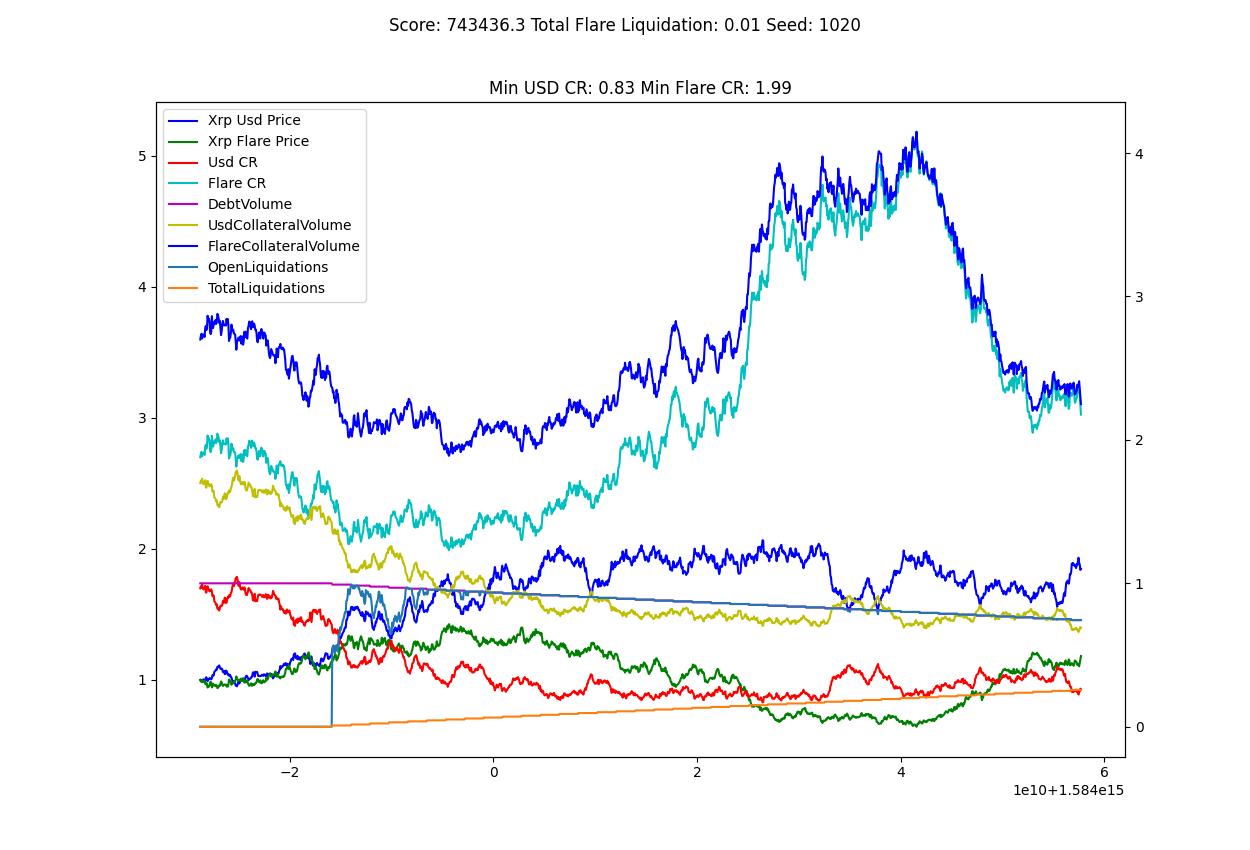 Score: 743436.3 Total Flare Liquidation: 0.01 Seed: 1020
Min USD CR: 0.83 Min Flare CR: 1.99
Xrp Usd Price
Xrp Flare Price
Usd CR
Flare CR
DebtVolume
UsdCollateralVolume
FlareCollateralVolume
OpenLiquidations
TotalLiquidations
5
4
3
2
1
4
3
2
1
0
−2
0
2
4
6
1e10+1.584e15